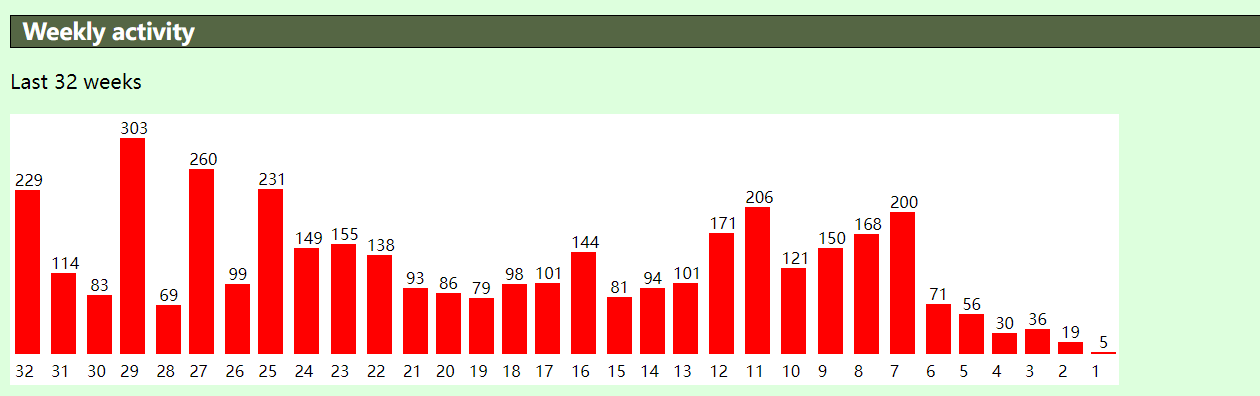 Weekly activity
Last 32 weeks
229 114 83 303 69 260 99 231 149 155 138 93 86 79 98 101 144 81 94 101 171 206 121 150 168 200 71 56 30 36 19 5
32 31 30 29 28 27 26 25 24 23 22 21 20 19 18 17 16 15 14 13 12 11 10 9 8 7 6 5 4 3 2 1